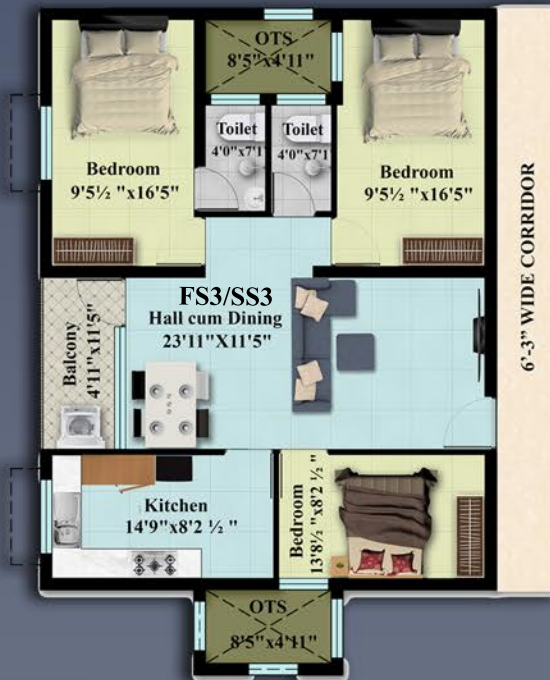 OTS
8'5"x4'11"
Toilet
4'0"x7'1
Toilet
4'0"x7'1
Bedroom
9'5½ "x16'5"
Bedroom
9'5½ "x16'5"
6'-3" WIDE CORRIDOR
FS3/SS3
Hall cum Dining
23'11"X11'5"
Balcony
4'11"x11'5"
Kitchen
14'9"x8'2 ½ "
Bedroom
13'8½ "x8'2 ½ "
OTS
8'5"x4'11"